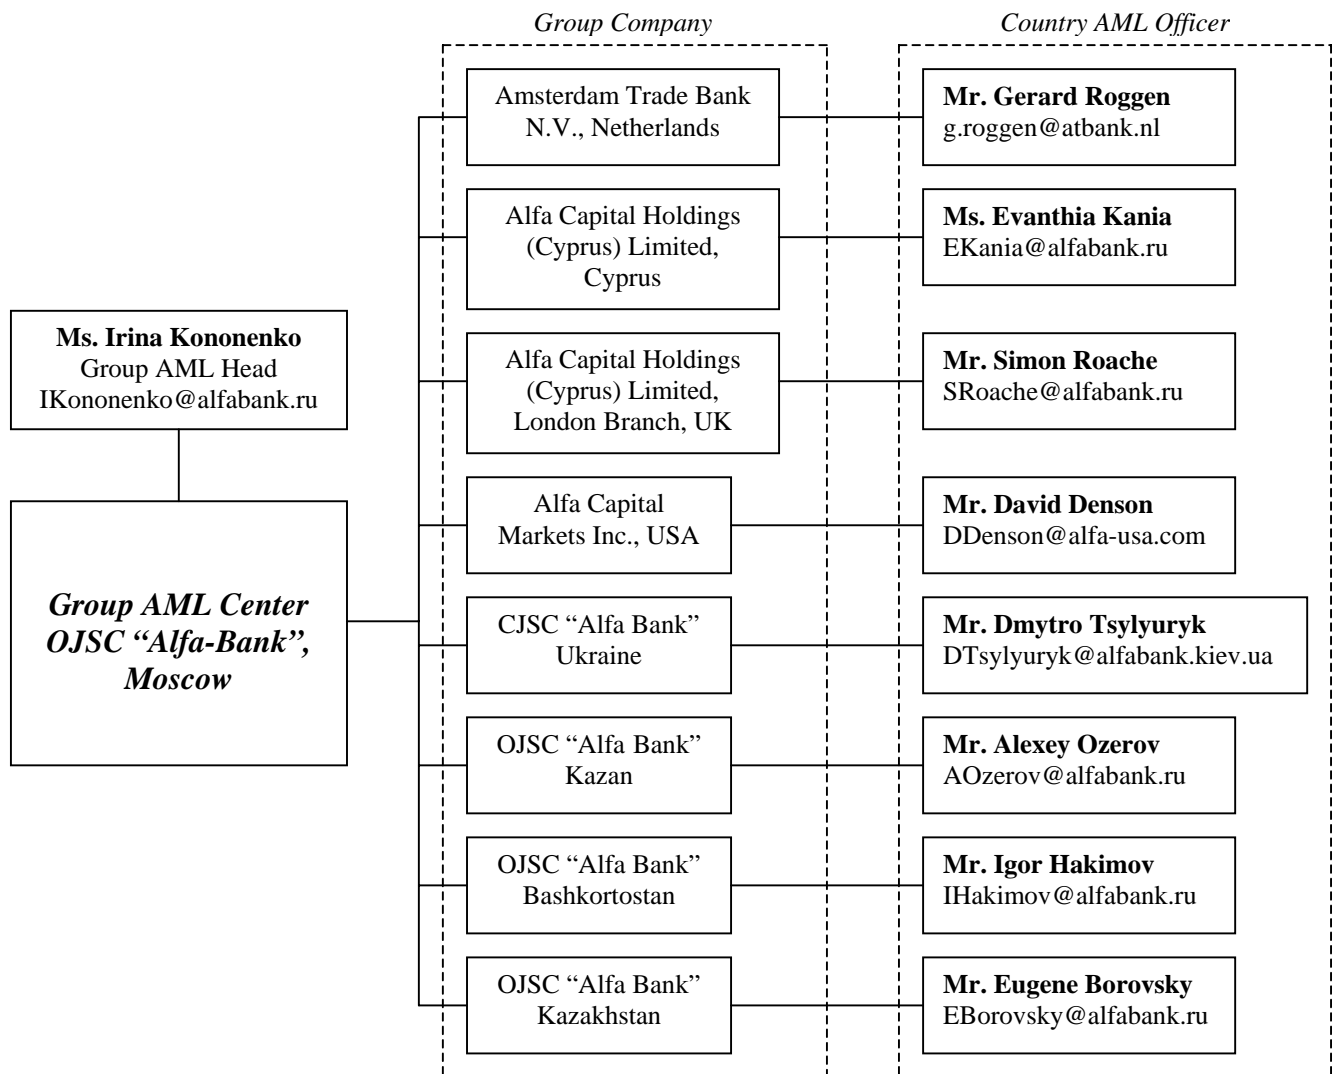 Group Company
Country AML Officer
Ms. Irina Kononenko
Group AML Head
IKononenko@alfabank.ru
Group AML Center
OJSC “Alfa-Bank”,
Moscow
Amsterdam Trade Bank
N.V., Netherlands
Mr. Gerard Roggen
g.roggen@atbank.nl
Alfa Capital Holdings
(Cyprus) Limited,
Cyprus
Ms. Evanthia Kania
EKania@alfabank.ru
Alfa Capital Holdings
(Cyprus) Limited,
London Branch, UK
Mr. Simon Roache
SRoache@alfabank.ru
Alfa Capital
Markets Inc., USA
Mr. David Denson
DDenson@alfa-usa.com
CJSC “Alfa Bank”
Ukraine
Mr. Dmytro Tsylyuryk
DTsylyuryk@alfabank.kiev.ua
OJSC “Alfa Bank”
Kazan
Mr. Alexey Ozerov
AOzerov@alfabank.ru
OJSC “Alfa Bank”
Bashkortostan
Mr. Igor Hakimov
IHakimov@alfabank.ru
OJSC “Alfa Bank”
Kazakhstan
Mr. Eugene Borovsky
EBorovsky@alfabank.ru